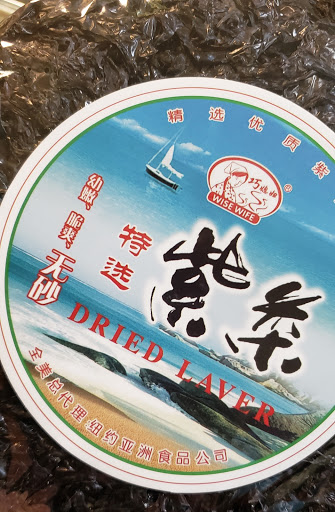 精选优质紫
巧媳妇®
WISE WIFE
紫菜
特选
幼嫩、脆爽、无砂
DRIED LAVER
全美总代理纽约亚洲食品公司